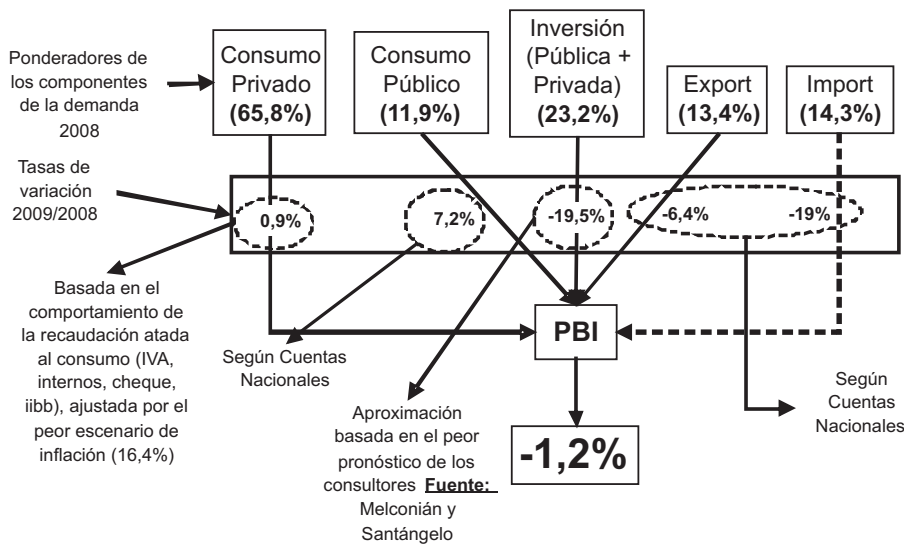 Ponderadores de
los componentes
de la demanda
2008
Consumo
Privado
(65,8%)
Consumo
Público
(11,9%)
Inversión
(Pública +
Privada)
(23,2%)
Export
(13,4%)
Import
(14,3%)
Tasas de
variación
2009/2008
0,9%
7,2%
-19,5%
-6,4%
-19%
Basada en el
comportamiento de
la recaudación atada
al consumo (IVA,
internos, cheque,
iibb), ajustada por el
peor escenario de
inflación (16,4%)
Según Cuentas
Nacionales
Aproximación
basada en el peor
pronóstico de los
consultores Fuente:
Melconián y
Santángelo
PBI
-1,2%
Según
Cuentas
Nacionales